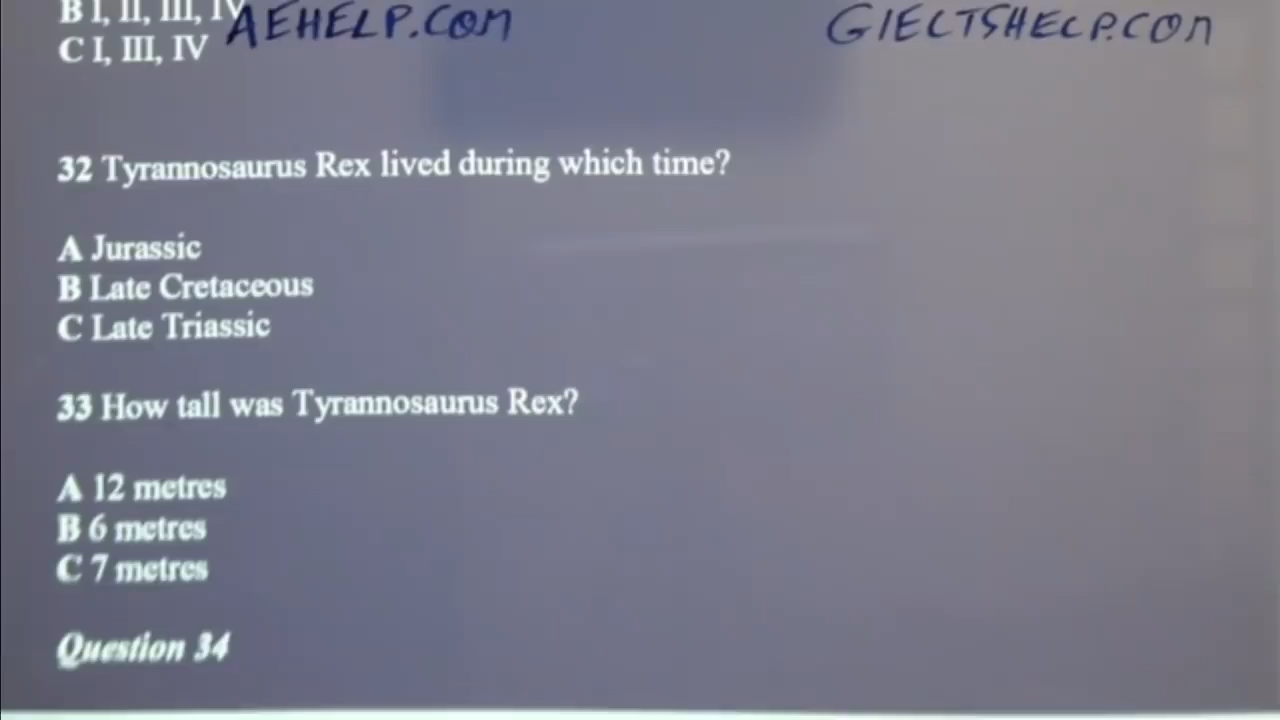 B I, II, III, IV
AEHELP.COM
GIELTSHELP.COM
C I, III, IV
32 Tyrannosaurus Rex lived during which time?
A Jurassic
B Late Cretaceous
C Late Triassic
33 How tall was Tyrannosaurus Rex?
A 12 metres
B 6 metres
C 7 metres
Question 34